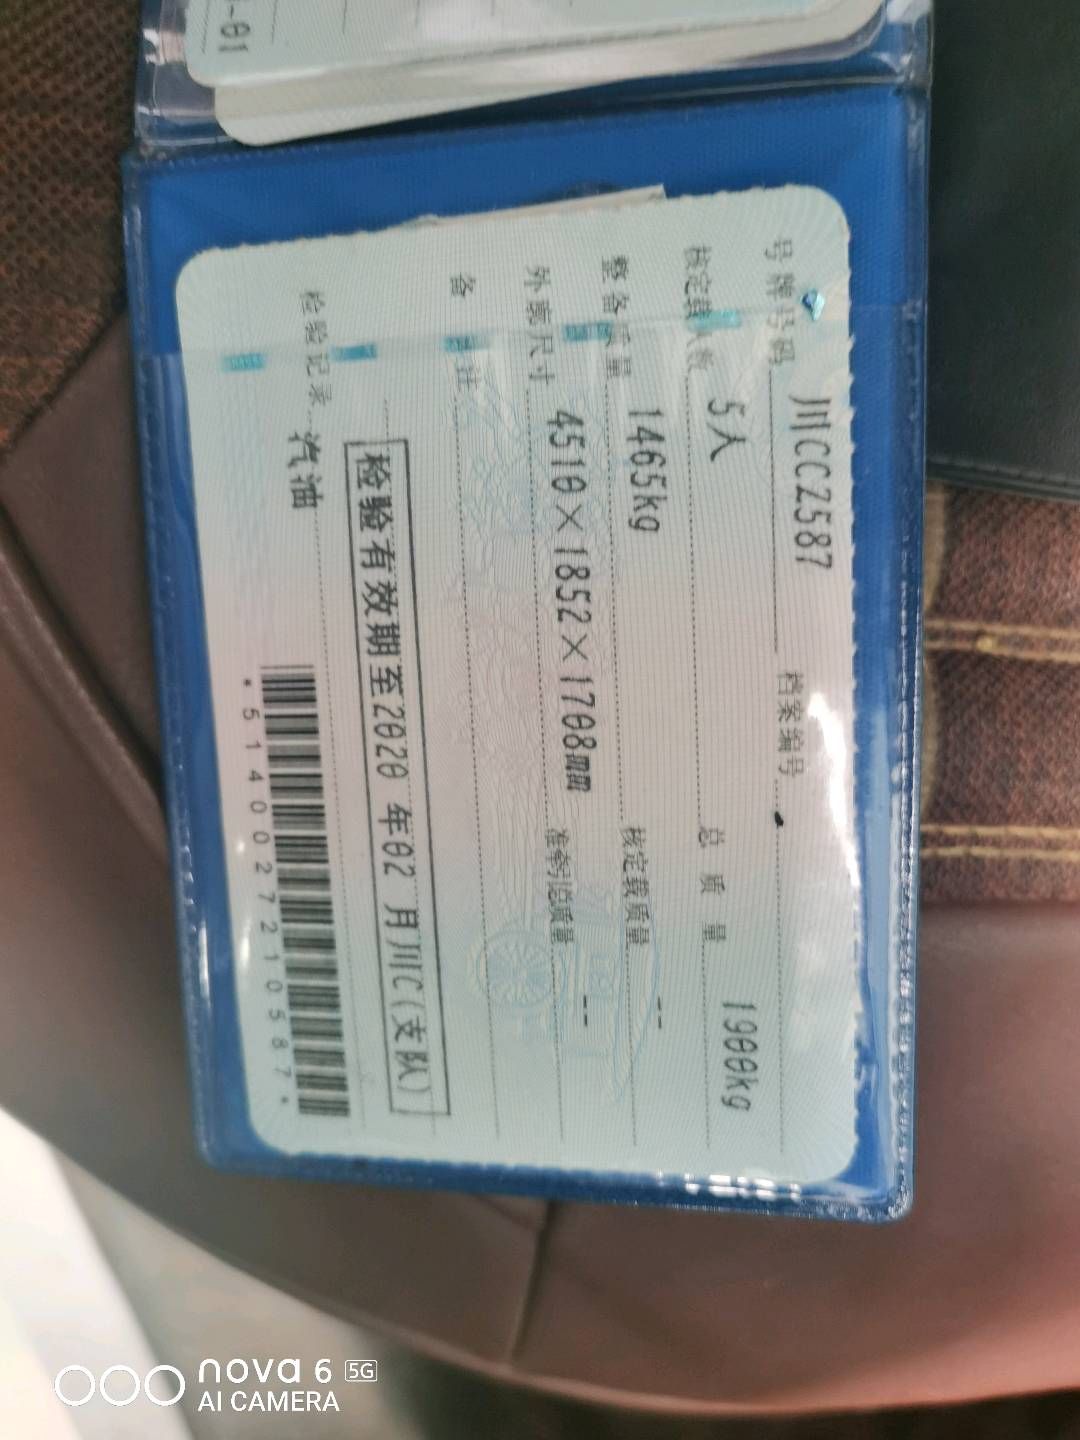 -01
号牌号码 川CCZ587 档案编号
核定载人数 5人 总质量 1900kg
整备质量 1465kg 核定载质量 --
外廓尺寸 4510×1852×1708mm 准牵引总质量 --
备注
检验有效期至2020 年02 月川C(支队)
检验记录 汽油
*5140027210587*
nova 6 5G
AI CAMERA